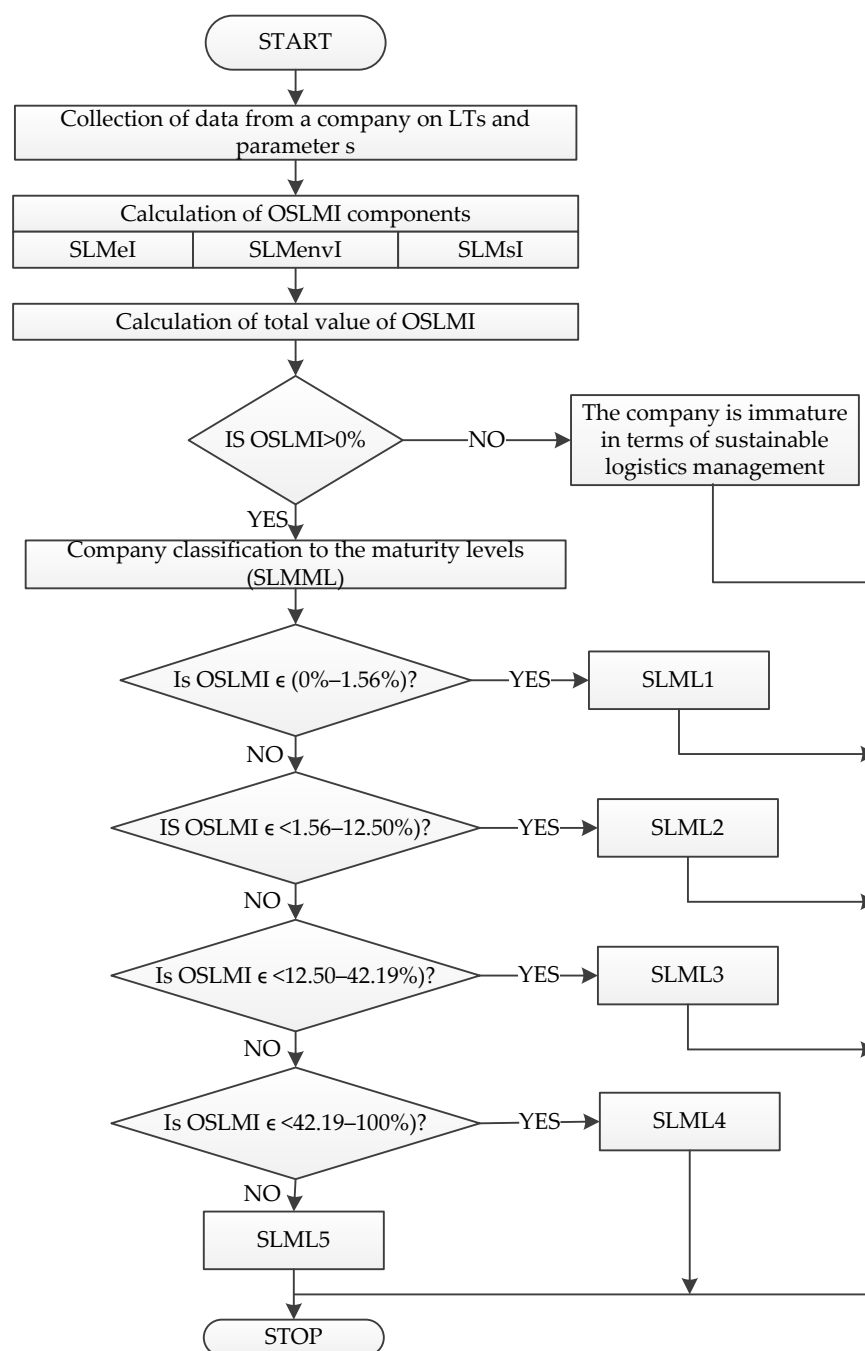 START
Collection of data from a company on LTs and
parameter s
Calculation of OSLMI components
SLMeI
SLMenvI
SLMsI
Calculation of total value of OSLMI
IS OSLMI>0%
NO
The company is immature
in terms of sustainable
logistics management
YES
Company classification to the maturity levels
(SLMML)
Is OSLMI ϵ (0%–1.56%)?
YES
SLML1
NO
IS OSLMI ϵ <1.56–12.50%)?
YES
SLML2
NO
Is OSLMI ϵ <12.50–42.19%)?
YES
SLML3
NO
Is OSLMI ϵ <42.19–100%)?
YES
SLML4
NO
SLML5
STOP